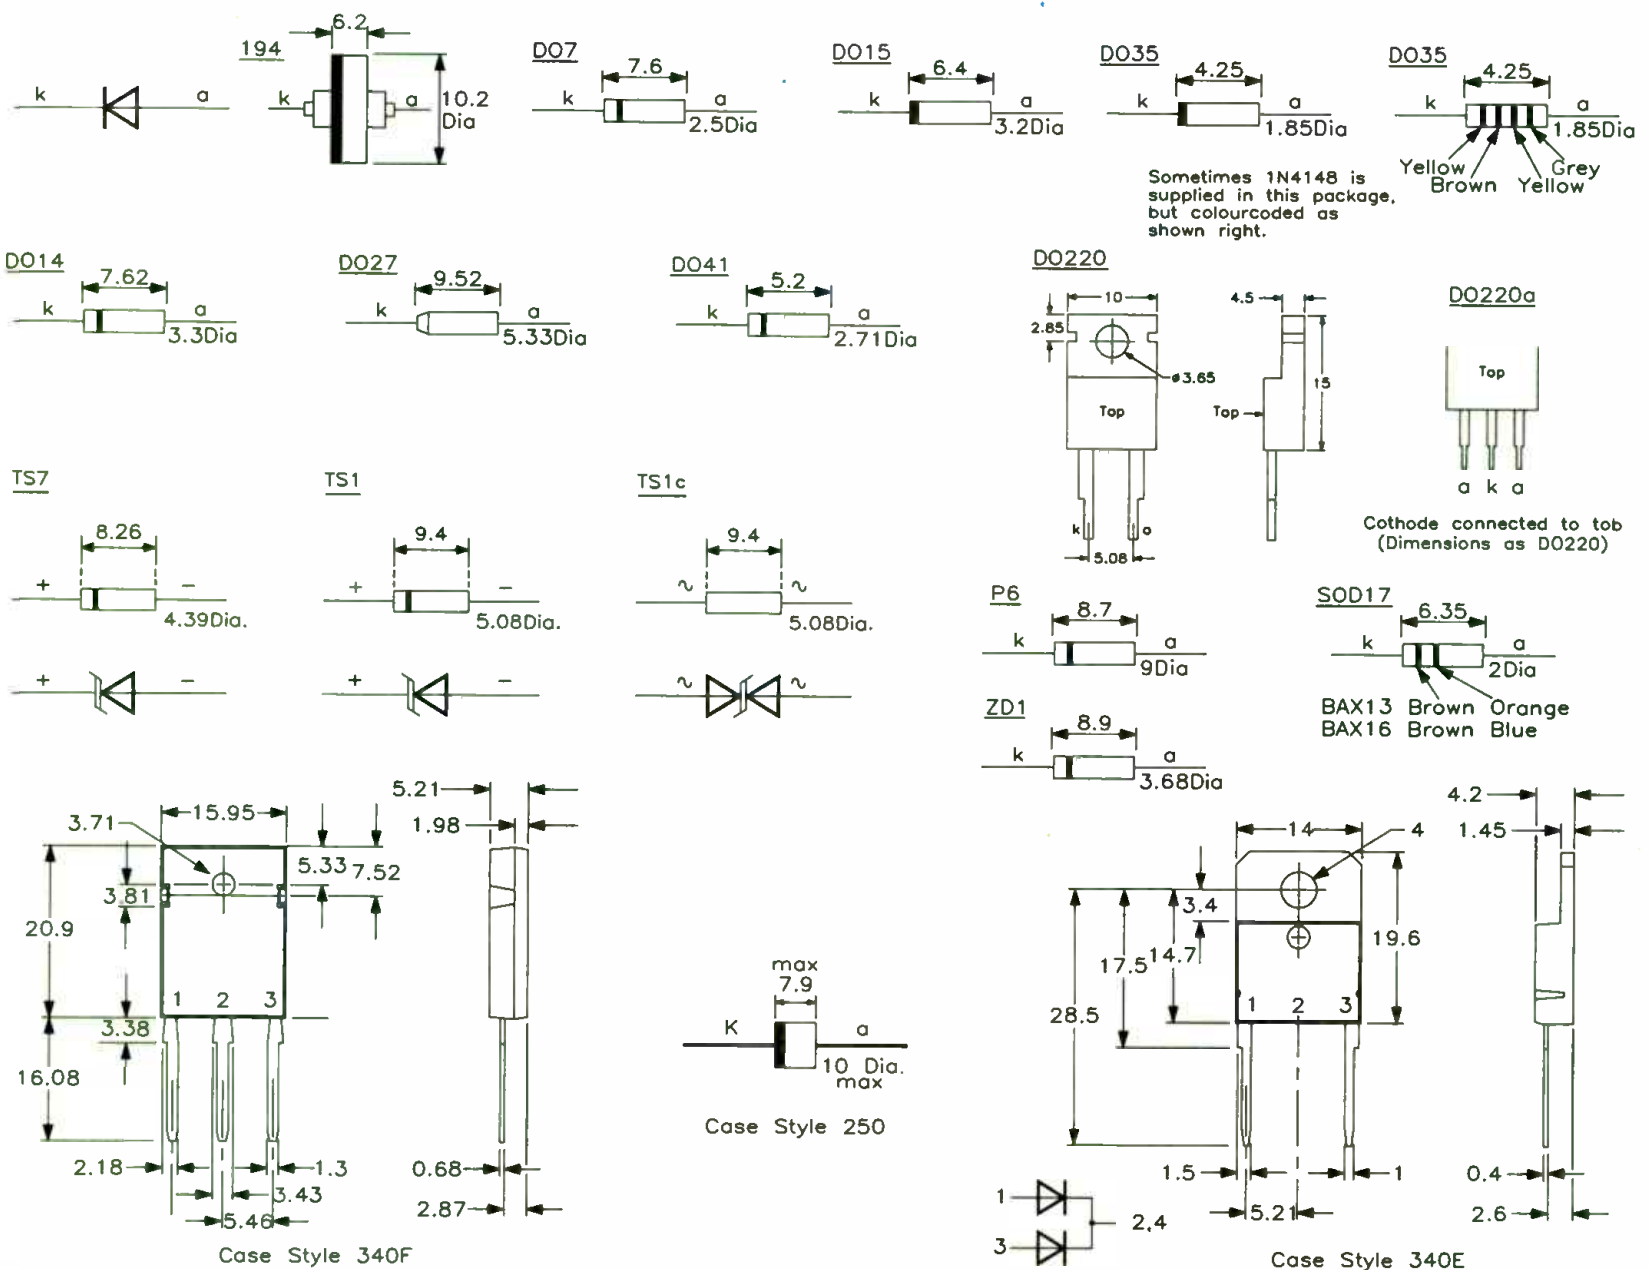 k a
194
6.2
k a
10.2
Dia
DO7
7.6
k a
2.5Dia
DO15
6.4
k a
3.2Dia
DO35
4.25
k a
1.85Dia
Sometimes 1N4148 is
supplied in this package,
but colourcoded as
shown right.
DO35
4.25
k a
1.85Dia
Yellow Grey
Brown Yellow
DO14
7.62
k a
3.3Dia
DO27
9.52
k a
5.33Dia
DO41
5.2
k a
2.71Dia
DO220
10
2.85
ø3.65
Top
k a
5.08
4.5
15
Top
DO220a
Top
a k a
Cathode connected to tob
(Dimensions as DO220)
TS7
8.26
+ −
4.39Dia.
+ −
TS1
9.4
+ −
5.08Dia.
+ −
TS1c
9.4
~ ~
5.08Dia.
~ ~
P6
8.7
k a
9Dia
SOD17
6.35
k a
2Dia
BAX13 Brown Orange
BAX16 Brown Blue
ZD1
8.9
k a
3.68Dia
15.95
3.71
5.33 7.52
3.81
20.9
1 2 3
3.38
16.08
2.18 1.3
3.43
5.46
5.21
1.98
0.68
2.87
Case Style 340F
max
7.9
K a
10 Dia.
max
Case Style 250
14 4
3.4
19.6
17.5 14.7
28.5
1 2 3
1.5 1
5.21
4.2
1.45
0.4
2.6
1
2,4
3
Case Style 340E